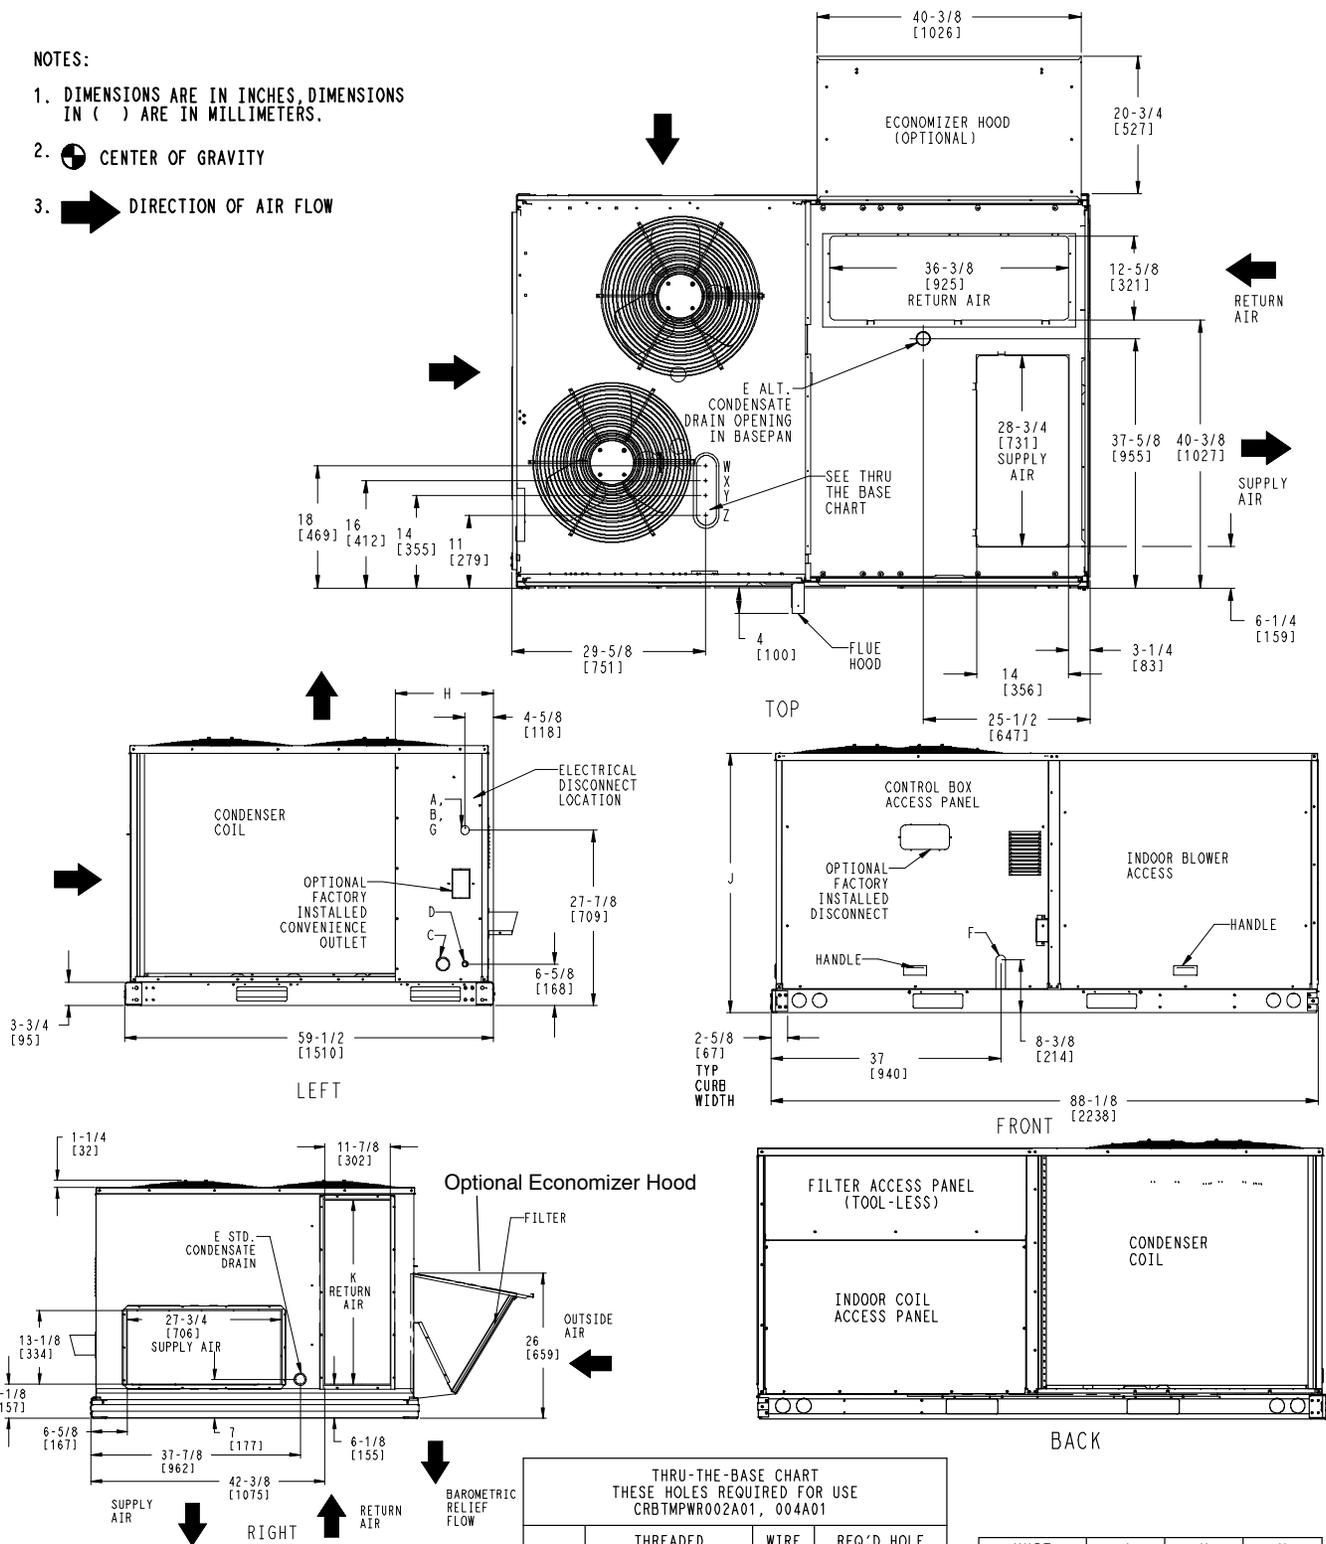 NOTES:
1. DIMENSIONS ARE IN INCHES, DIMENSIONS
IN ( ) ARE IN MILLIMETERS.
2. CENTER OF GRAVITY
3. DIRECTION OF AIR FLOW
40-3/8
[1026]
ECONOMIZER HOOD
(OPTIONAL)
20-3/4
[527]
36-3/8
[925]
RETURN AIR
12-5/8
[321]
RETURN
AIR
E ALT.
CONDENSATE
DRAIN OPENING
IN BASEPAN
28-3/4
[731]
SUPPLY
AIR
37-5/8
[955]
40-3/8
[1027]
SUPPLY
AIR
W
X
Y
Z
SEE THRU
THE BASE
CHART
18
[469]
16
[412]
14
[355]
11
[279]
6-1/4
[159]
29-5/8
[751]
4
[100]
FLUE
HOOD
3-1/4
[83]
14
[356]
25-1/2
[647]
TOP
H
4-5/8
[118]
ELECTRICAL
DISCONNECT
LOCATION
A,
B,
G
CONDENSER
COIL
OPTIONAL
FACTORY
INSTALLED
CONVENIENCE
OUTLET
D
C
27-7/8
[709]
6-5/8
[168]
3-3/4
[95]
59-1/2
[1510]
LEFT
CONTROL BOX
ACCESS PANEL
J
OPTIONAL
FACTORY
INSTALLED
DISCONNECT
INDOOR BLOWER
ACCESS
F
HANDLE
HANDLE
2-5/8
[67]
TYP
CURB
WIDTH
37
[940]
8-3/8
[214]
88-1/8
[2238]
FRONT
1-1/4
[32]
11-7/8
[302]
Optional Economizer Hood
FILTER
E STD.
CONDENSATE
DRAIN
K
RETURN
AIR
27-3/4
[706]
SUPPLY AIR
13-1/8
[334]
OUTSIDE
AIR
26
[659]
-1/8
157]
6-5/8
[167]
7
[177]
6-1/8
[155]
37-7/8
[962]
42-3/8
[1075]
SUPPLY
AIR
RETURN
AIR
BAROMETRIC
RELIEF
FLOW
RIGHT
FILTER ACCESS PANEL
(TOOL-LESS)
INDOOR COIL
ACCESS PANEL
CONDENSER
COIL
BACK
THRU-THE-BASE CHART
THESE HOLES REQUIRED FOR USE
CRBTMPWR002A01, 004A01
THREADED WIRE REQ'D HOLE